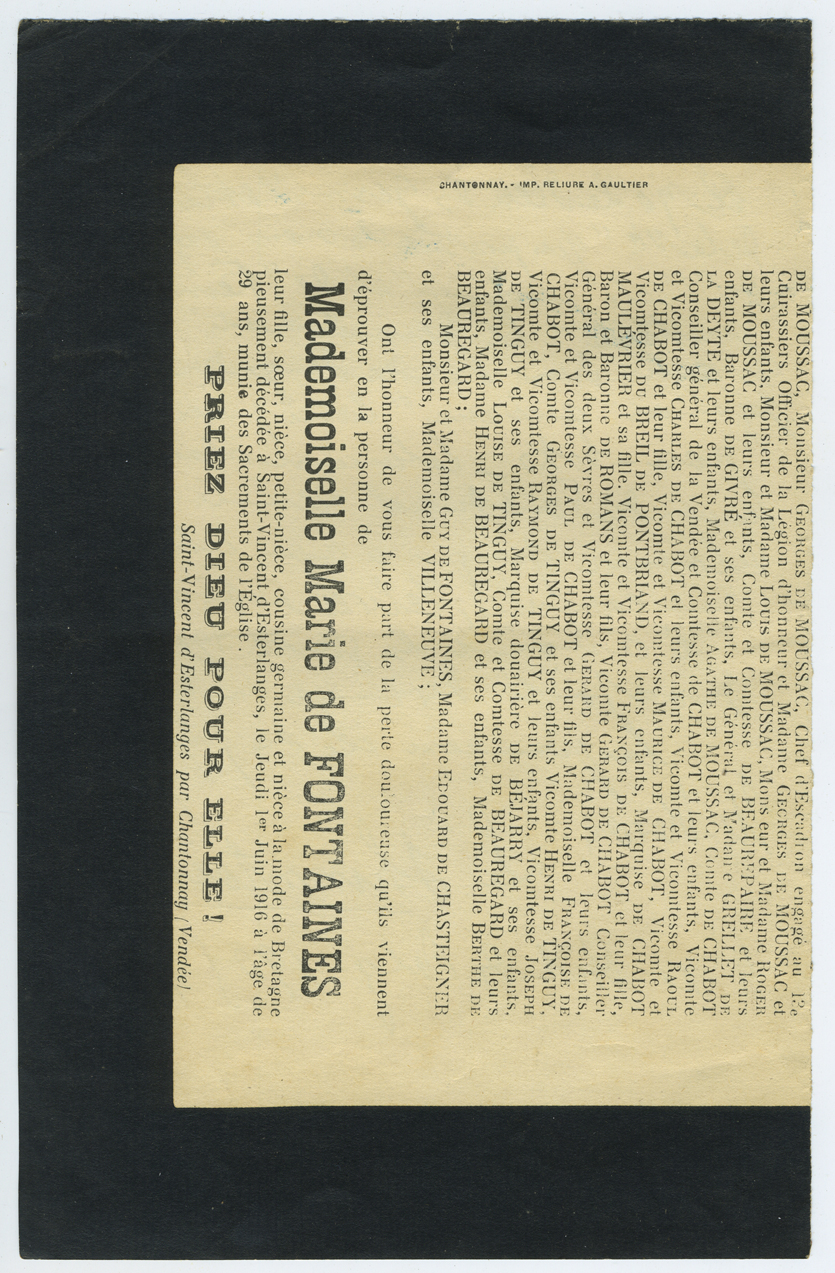 DE MOUSSAC, Monsieur GEORGES DE MOUSSAC, Chef d'Escadron engagé au 12e
Cuirassiers Officier de la Légion d'honneur et Madame GEORGES DE MOUSSAC et
leurs enfants, Monsieur et Madame LOUIS DE MOUSSAC, Monsieur et Madame ROGER
DE MOUSSAC et leurs enfants, Comte et Comtesse DE BEAUREPAIRE et leurs
enfants, Baronne DE GIVRÉ et ses enfants, Le Général et Madame GRELLET DE
LA DEYTE et leurs enfants, Mademoiselle AGATHE DE MOUSSAC, Comte DE CHABOT
Conseiller général de la Vendée et Comtesse de CHABOT et leurs enfants, Vicomte
et Vicomtesse CHARLES DE CHABOT et leurs enfants, Vicomte et Vicomtesse RAOUL
DE CHABOT et leur fille, Vicomte et Vicomtesse MAURICE DE CHABOT, Vicomte et
Vicomtesse DU BREIL DE PONTBRIAND, et leurs enfants, Marquise DE CHABOT
MAULÉVRIER et sa fille, Vicomte et Vicomtesse FRANÇOIS DE CHABOT et leur fille,
Baron et Baronne DE ROMANS et leur fils, Vicomte GERARD DE CHABOT Conseiller
Général des deux Sévres et Vicomtesse GERARD DE CHABOT et leurs enfants,
Vicomte et Vicomtesse PAUL DE CHABOT et leur fils, Mademoiselle FRANÇOISE DE
CHABOT, Comte GEORGES DE TINGUY et ses enfants Vicomte HENRI DE TINGUY,
Vicomte et Vicomtesse RAYMOND DE TINGUY et leurs enfants, Vicomtesse JOSEPH
DE TINGUY et ses enfants, Marquise douairière DE BÉJARRY et ses enfants,
Mademoiselle LOUISE DE TINGUY, Comte et Comtesse DE BEAUREGARD et leurs
enfants, Madame HENRI DE BEAUREGARD et ses enfants, Mademoiselle BERTHE DE
BEAUREGARD ;
Monsieur et Madame GUY DE FONTAINES, Madame EDOUARD DE CHASTEIGNER
et ses enfants, Mademoiselle VILLENEUVE ;
Ont l'honneur de vous faire part de la perte douloureuse qu'ils viennent
d'éprouver en la personne de
Mademoiselle Marie de FONTAINES
leur fille, sœur, nièce, petite-nièce, cousine germaine et nièce à la mode de Bretagne
pieusement décédée à Saint-Vincent d'Esterlanges, le Jeudi 1er Juin 1916 à l'âge de
29 ans, munie des Sacrements de l'Église.
PRIEZ DIEU POUR ELLE !
Saint-Vincent d'Esterlanges par Chantonnay (Vendée)
CHANTONNAY. - IMP. RELIURE A. GAULTIER